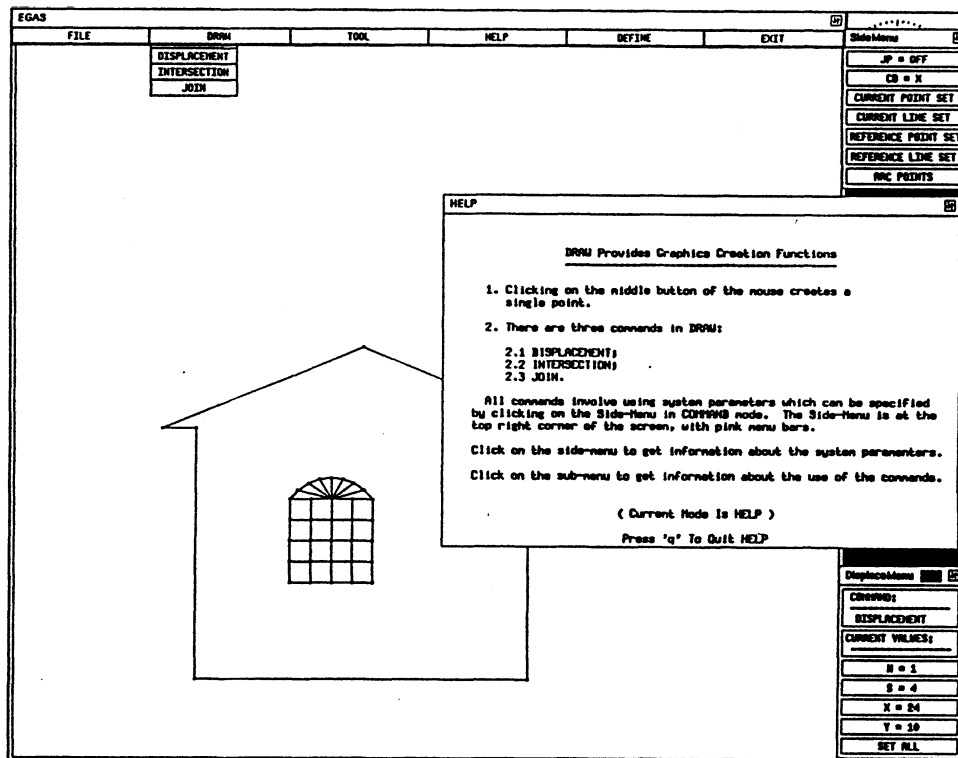 EGAS
FILE DRAW TOOL HELP DEFINE EXIT
DISPLACEMENT
INTERSECTION
JOIN
SideMenu
JP = OFF
CB = X
CURRENT POINT SET
CURRENT LINE SET
REFERENCE POINT SET
REFERENCE LINE SET
ARC POINTS
HELP
DRAW Provides Graphics Creation Functions
1. Clicking on the middle button of the mouse creates a
single point.
2. There are three commands in DRAW:
2.1 DISPLACEMENT;
2.2 INTERSECTION;
2.3 JOIN.
All commands involve using system parameters which can be specified
by clicking on the Side-Menu in COMMAND mode. The Side-Menu is at the
top right corner of the screen, with pink menu bars.
Click on the side-menu to get information about the system paramenters.
Click on the sub-menu to get information about the use of the commands.
( Current Mode Is HELP )
Press 'q' To Quit HELP
DisplaceMenu
COMMAND:
DISPLACEMENT
CURRENT VALUES:
N = 1
S = 4
X = 24
Y = 10
SET ALL